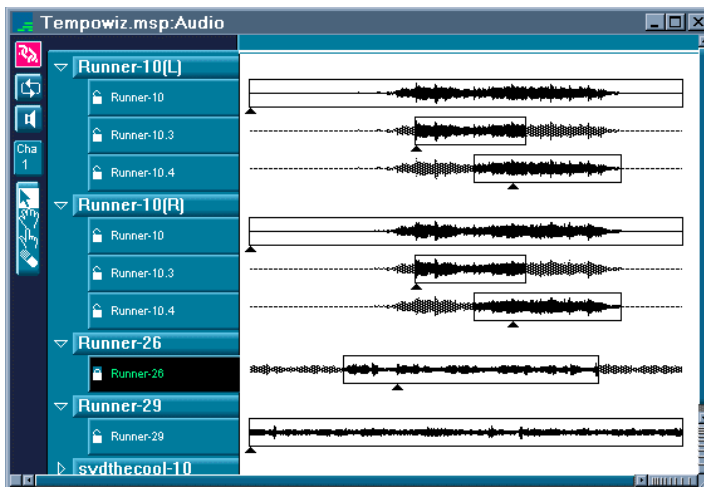 Tempowiz.msp:Audio
Runner-10(L)
Runner-10
Runner-10.3
Cha
1
Runner-10.4
Runner-10(R)
Runner-10
Runner-10.3
Runner-10.4
Runner-26
Runner-26
Runner-29
Runner-29
sydthecool-10